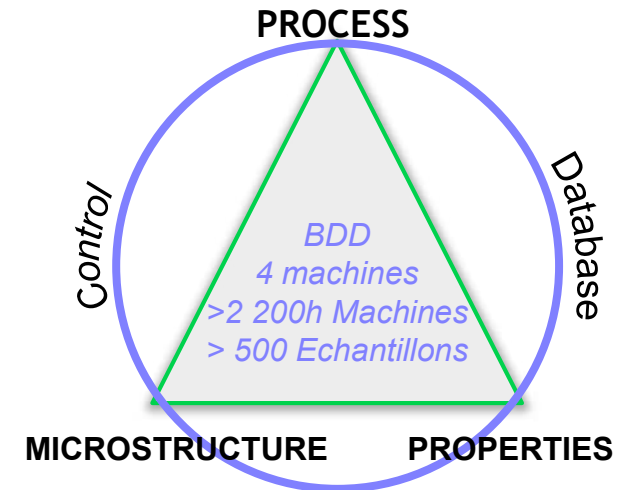 PROCESS
Control
Database
BDD
4 machines
>2 200h Machines
> 500 Echantillons
MICROSTRUCTURE
PROPERTIES